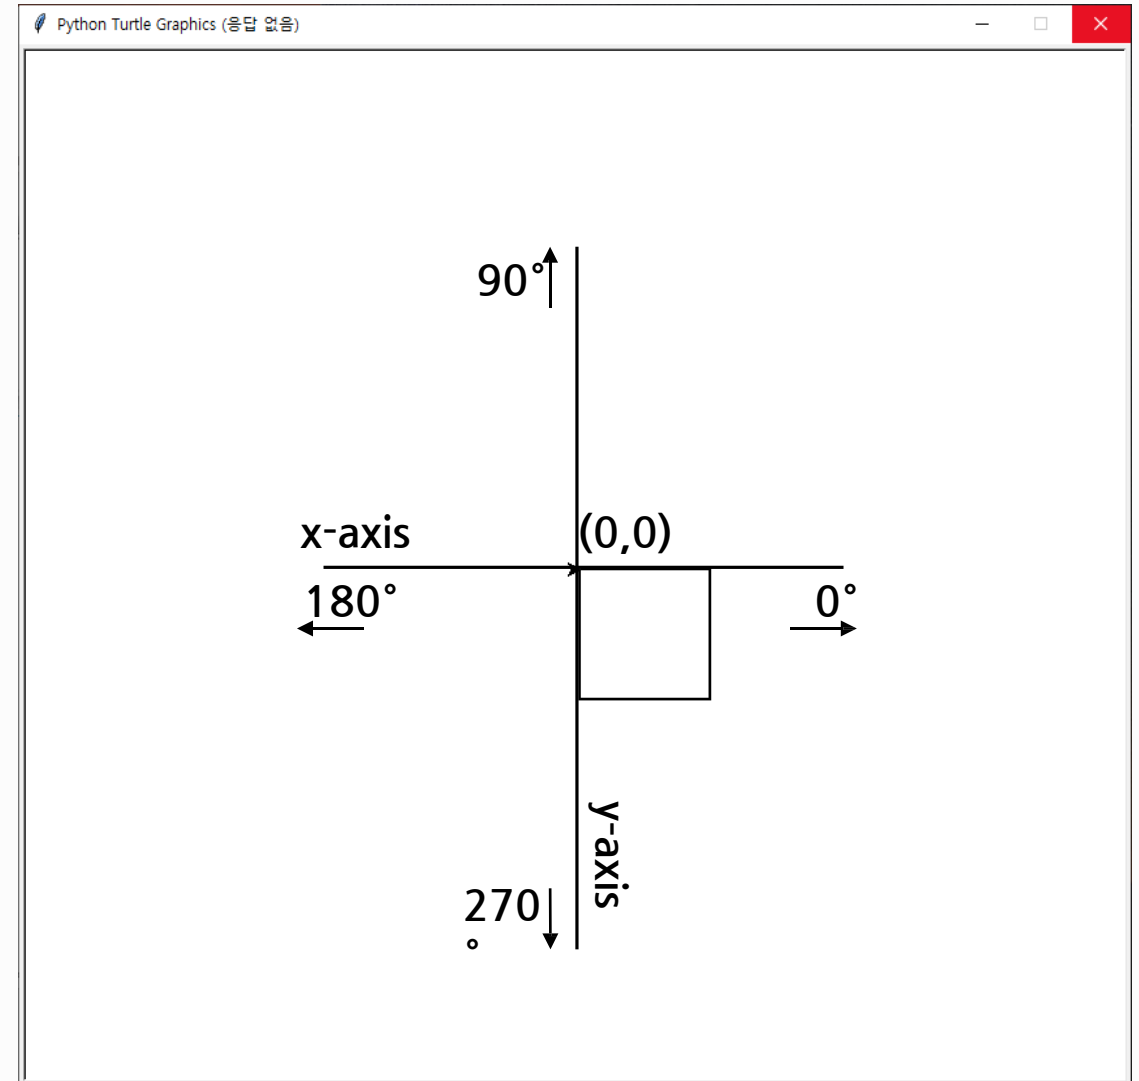 Python Turtle Graphics (응답 없음)
90°
x-axis
(0,0)
180°
0°
y-axis
270
°